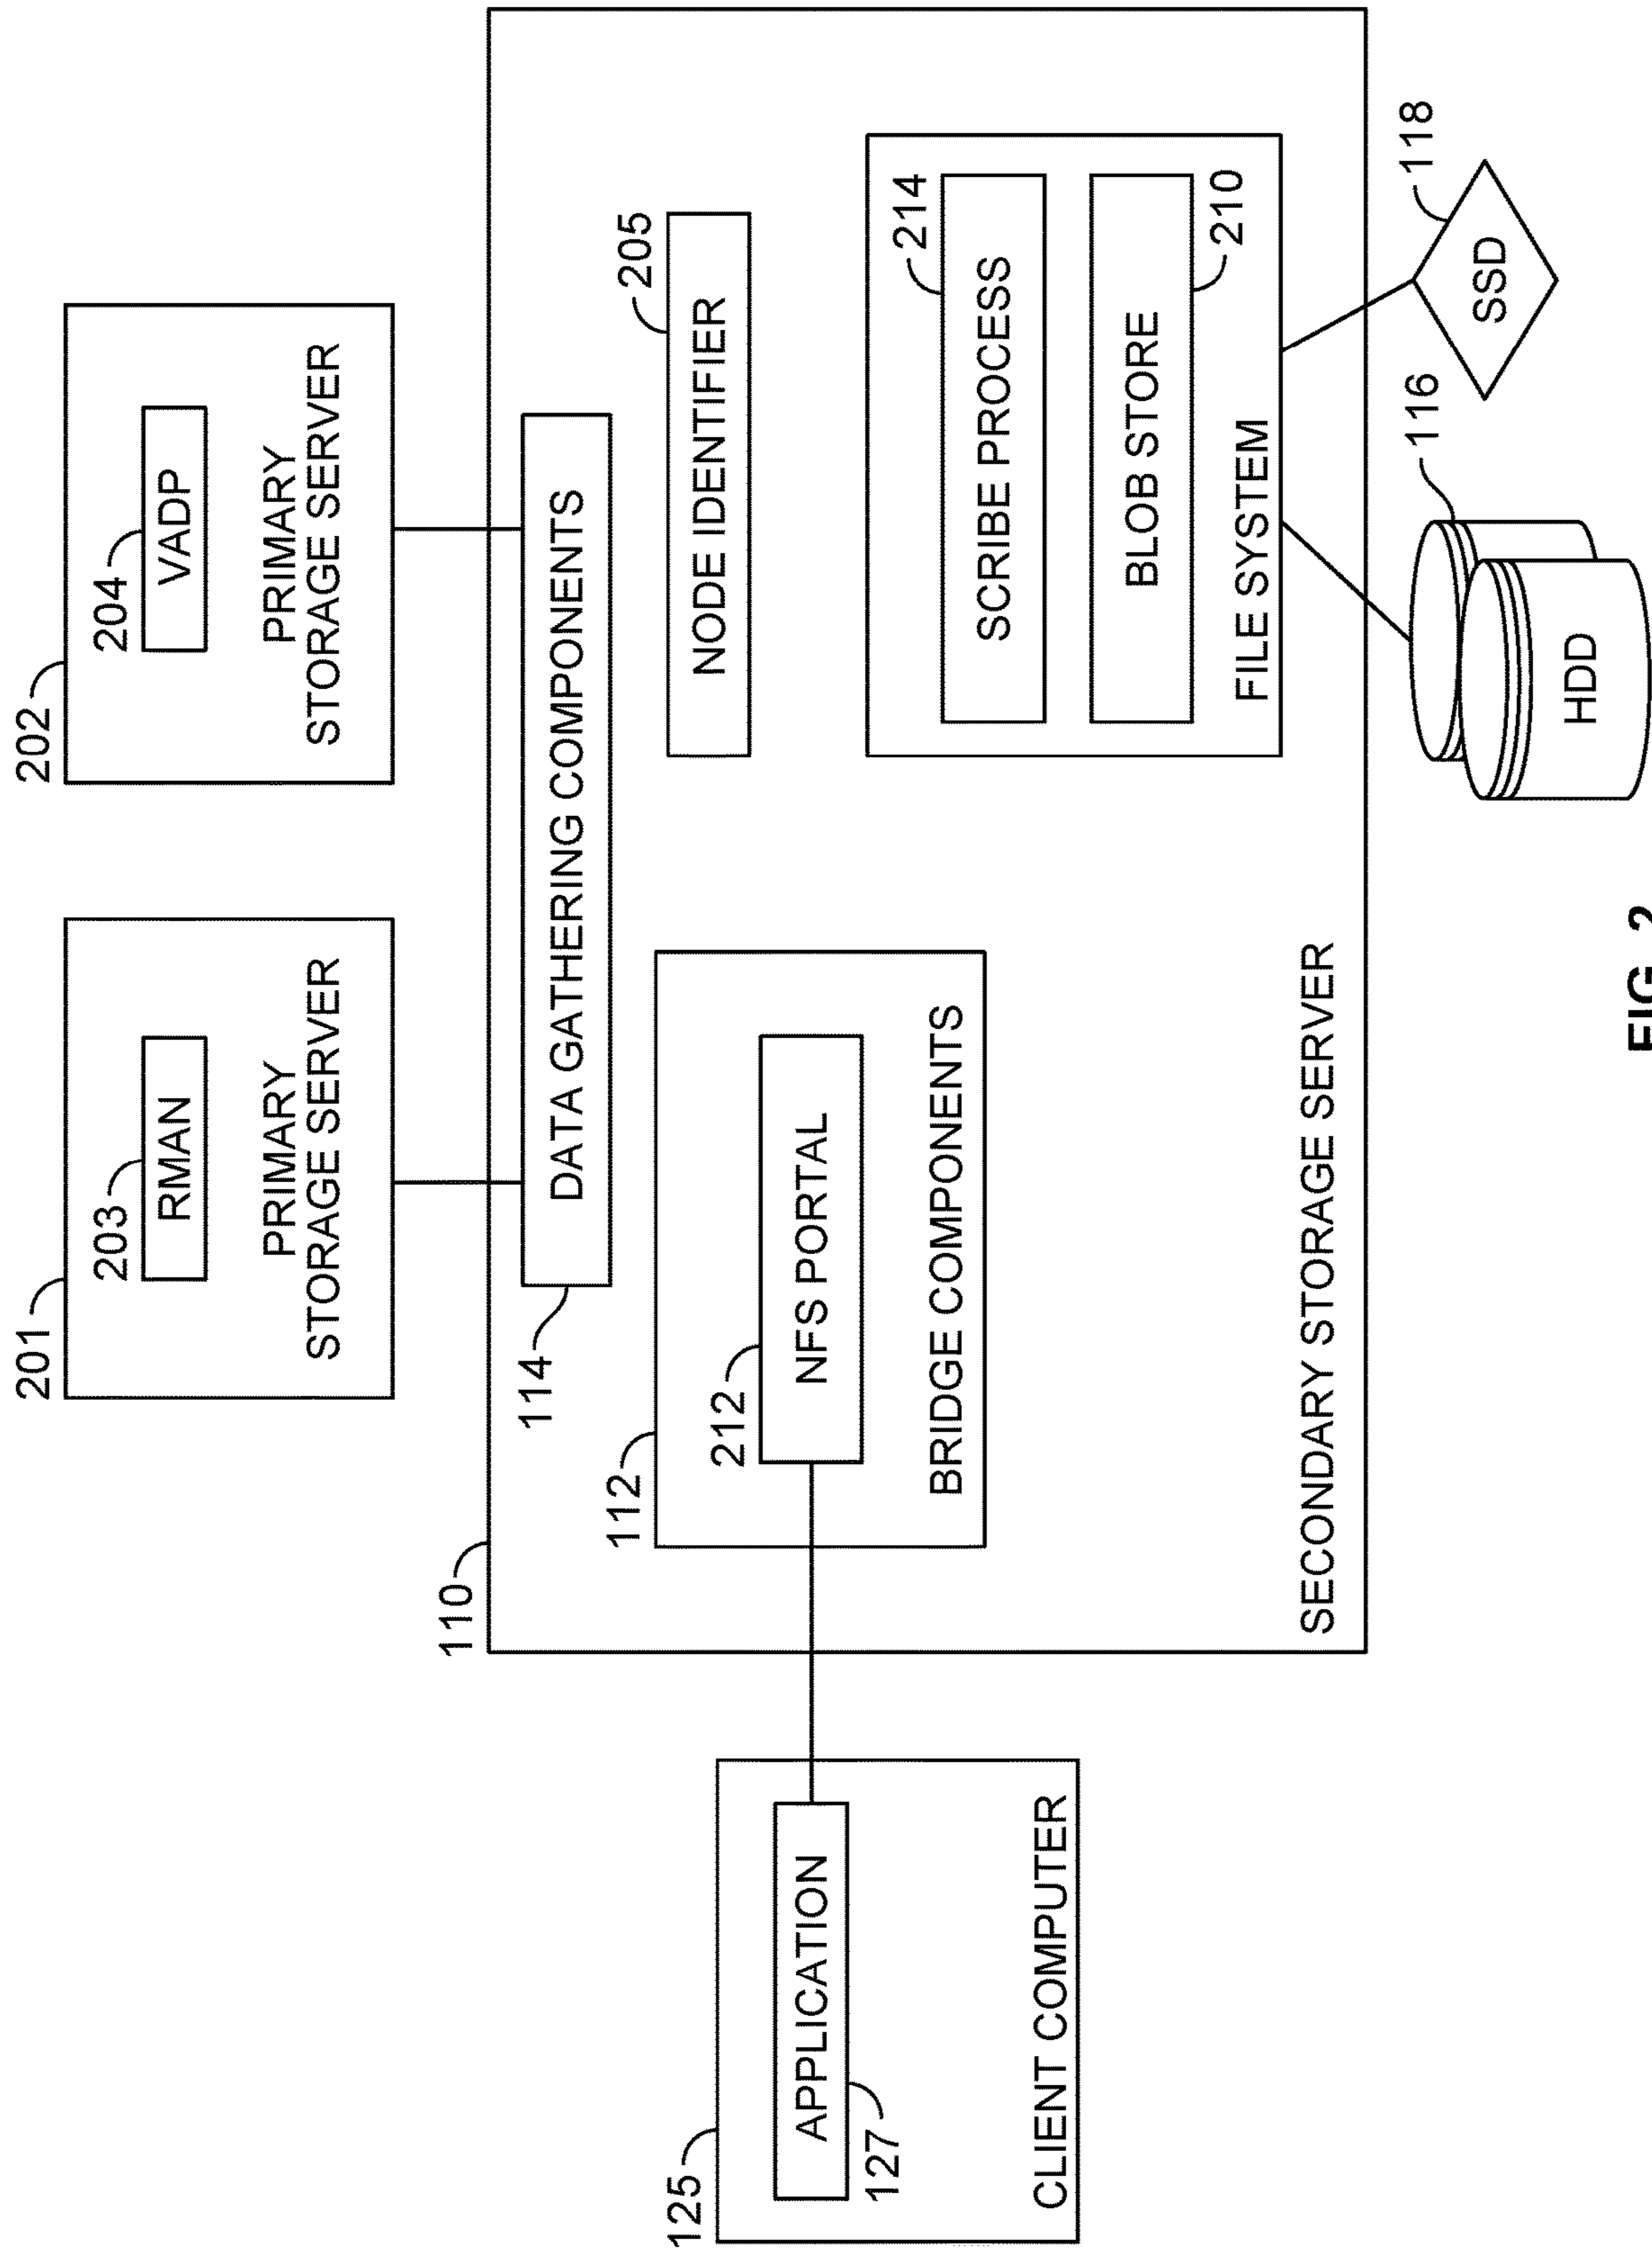 201
202
203
204
RMAN
VADP
PRIMARY
STORAGE SERVER
PRIMARY
STORAGE SERVER
110
114
DATA GATHERING COMPONENTS
125
127
APPLICATION
CLIENT COMPUTER
112
212
NFS PORTAL
BRIDGE COMPONENTS
205
NODE IDENTIFIER
214
SCRIBE PROCESS
BLOB STORE
210
FILE SYSTEM
SECONDARY STORAGE SERVER
116
118
HDD
SSD
FIG. 2